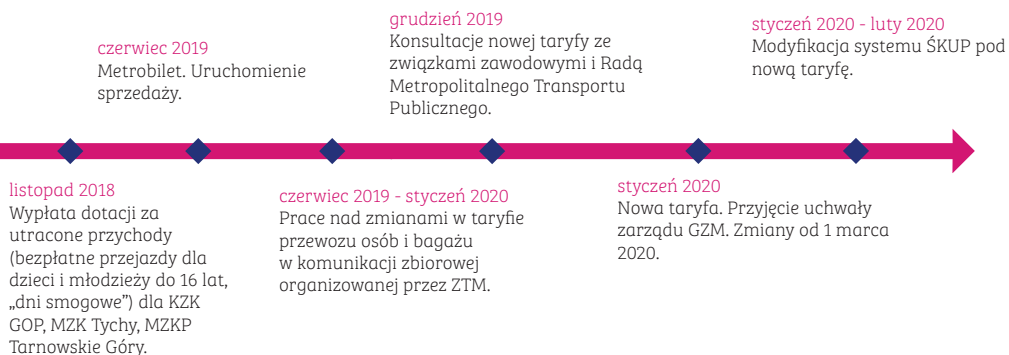 czerwiec 2019
Metrobilet. Uruchomienie
sprzedaży.
grudzień 2019
Konsultacje nowej taryfy ze
związkami zawodowymi i Radą
Metropolitalnego Transportu
Publicznego.
styczeń 2020 - luty 2020
Modyfikacja systemu ŚKUP pod
nową taryfę.
listopad 2018
Wypłata dotacji za
utracone przychody
(bezpłatne przejazdy dla
dzieci i młodzieży do 16 lat,
„dni smogowe”) dla KZK
GOP, MZK Tychy, MZKP
Tarnowskie Góry.
czerwiec 2019 - styczeń 2020
Prace nad zmianami w taryfie
przewozu osób i bagażu
w komunikacji zbiorowej
organizowanej przez ZTM.
styczeń 2020
Nowa taryfa. Przyjęcie uchwały
zarządu GZM. Zmiany od 1 marca
2020.